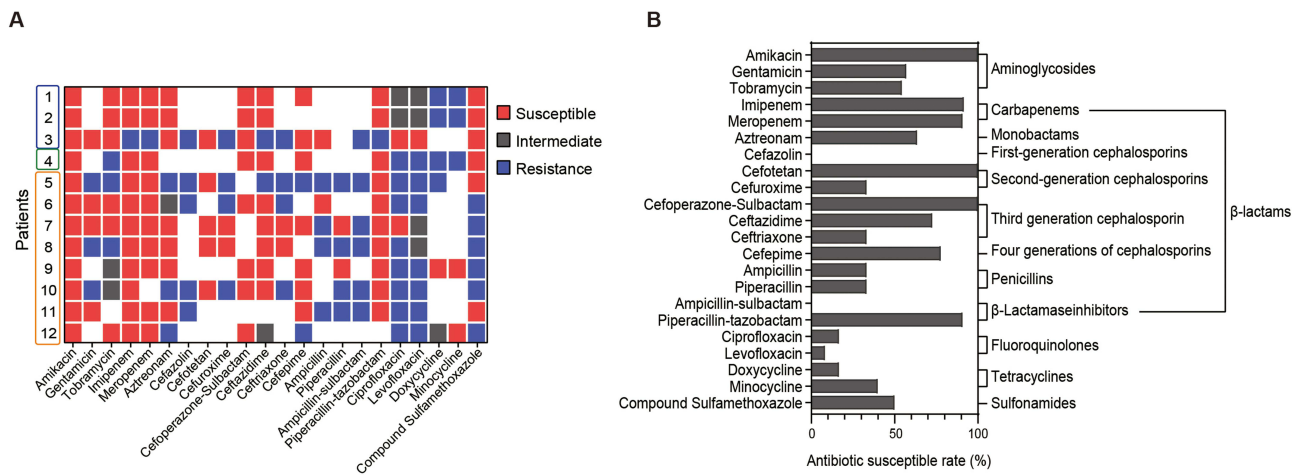 A
Patients
1
2
3
4
5
6
7
8
9
10
11
12
Susceptible
Intermediate
Resistance
Amikacin
Gentamicin
Tobramycin
Imipenem
Meropenem
Aztreonam
Cefazolin
Cefotetan
Cefuroxime
Cefoperazone-Sulbactam
Ceftazidime
Ceftriaxone
Cefepime
Ampicillin
Piperacillin
Ampicillin-sulbactam
Piperacillin-tazobactam
Ciprofloxacin
Levofloxacin
Doxycycline
Minocycline
Compound Sulfamethoxazole
B
Amikacin
Gentamicin
Tobramycin
Imipenem
Meropenem
Aztreonam
Cefazolin
Cefotetan
Cefuroxime
Cefoperazone-Sulbactam
Ceftazidime
Ceftriaxone
Cefepime
Ampicillin
Piperacillin
Ampicillin-sulbactam
Piperacillin-tazobactam
Ciprofloxacin
Levofloxacin
Doxycycline
Minocycline
Compound Sulfamethoxazole
Aminoglycosides
Carbapenems
Monobactams
First-generation cephalosporins
Second-generation cephalosporins
Third generation cephalosporin
Four generations of cephalosporins
Penicillins
β-Lactamaseinhibitors
Fluoroquinolones
Tetracyclines
Sulfonamides
β-lactams
0 50 100
Antibiotic susceptible rate (%)